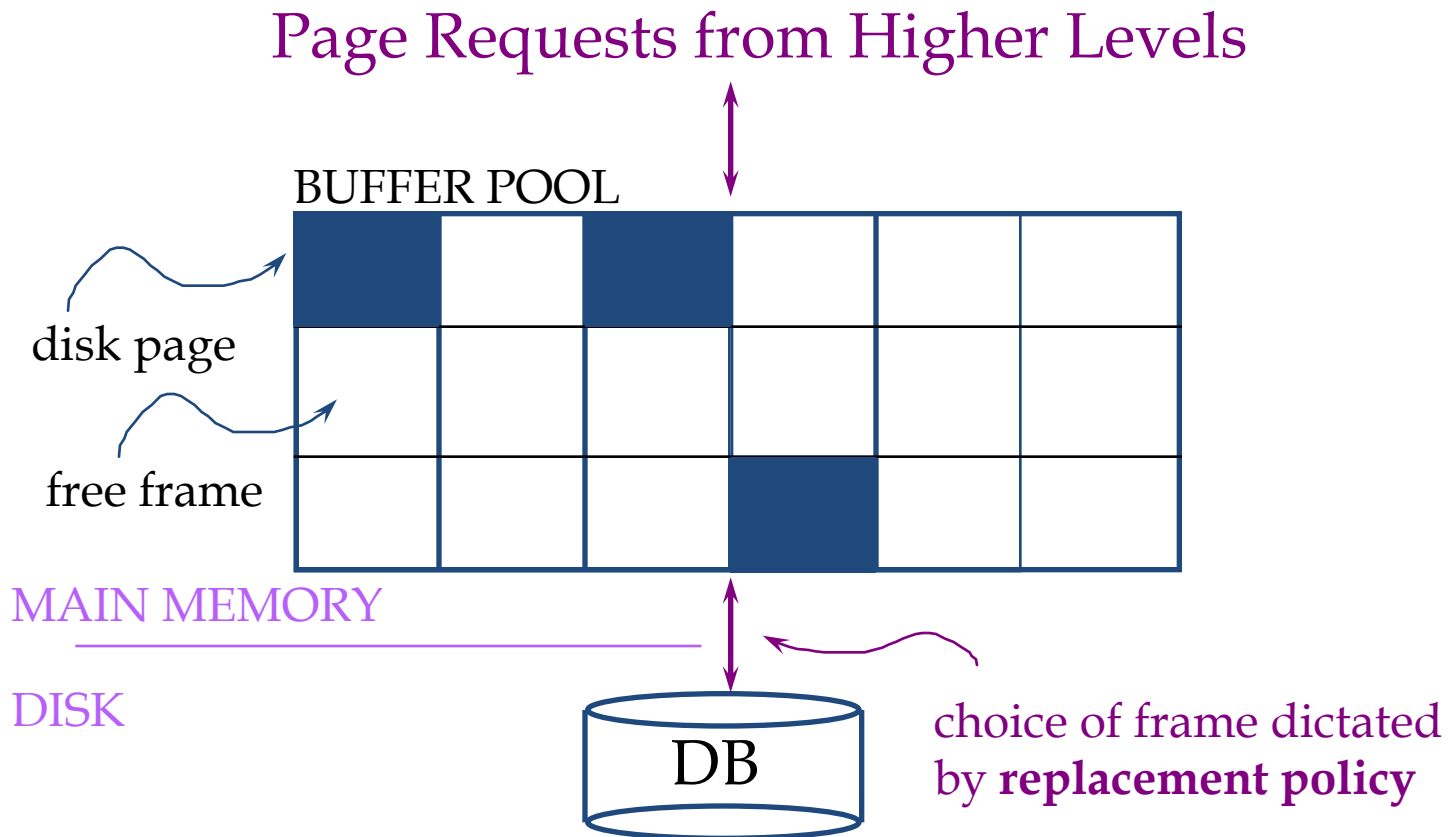 Page Requests from Higher Levels
BUFFER POOL
disk page
free frame
MAIN MEMORY
DISK
DB
choice of frame dictated
by replacement policy